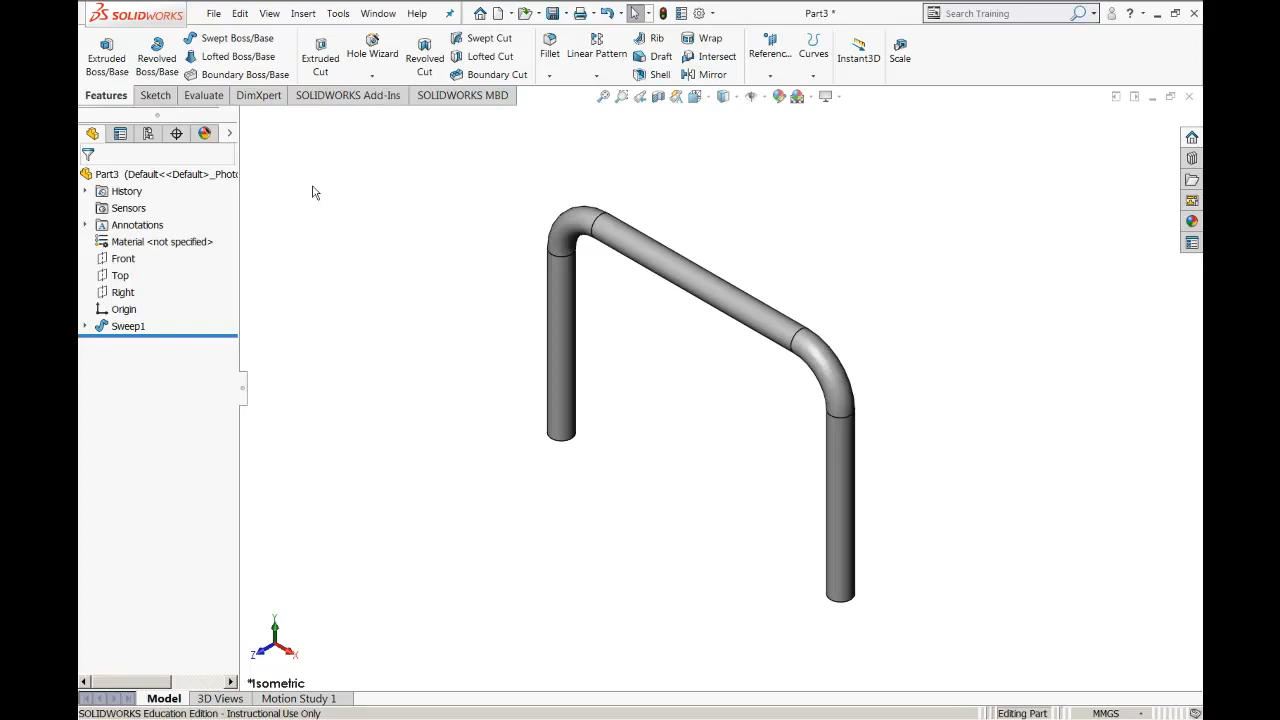 SOLIDWORKS File Edit View Insert Tools Window Help Part3 * Search Training ?
Extruded Boss/Base
Revolved Boss/Base
Swept Boss/Base
Lofted Boss/Base
Boundary Boss/Base
Extruded Cut
Hole Wizard
Revolved Cut
Swept Cut
Lofted Cut
Boundary Cut
Fillet
Linear Pattern
Rib
Draft
Shell
Wrap
Intersect
Mirror
Referenc...
Curves
Instant3D
Scale
Features Sketch Evaluate DimXpert SOLIDWORKS Add-Ins SOLIDWORKS MBD
Part3 (Default<<Default>_Photo
History
Sensors
A Annotations
Material <not specified>
Front
Top
Right
Origin
Sweep1
Y
Z X
*Isometric
Model 3D Views Motion Study 1
SOLIDWORKS Education Edition - Instructional Use Only Editing Part MMGS